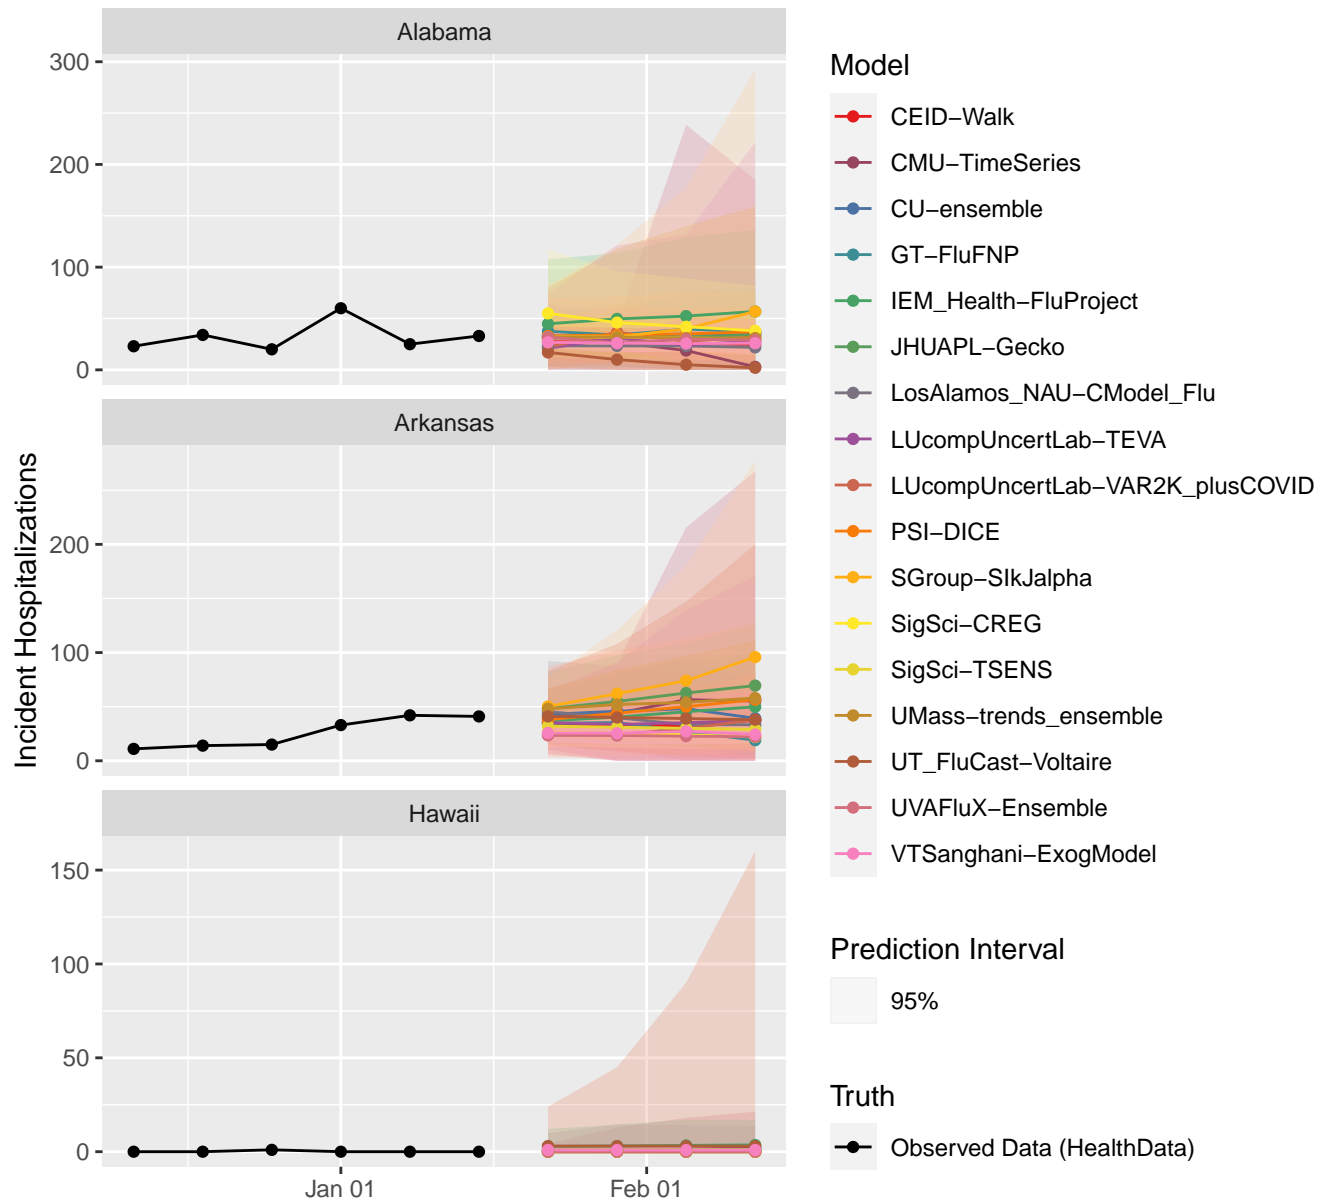 Alabama
300
200
100
0
Arkansas
200
100
0
Hawaii
150
100
50
0
Jan 01
Feb 01
Incident Hospitalizations
Model
CEID−Walk
CMU−TimeSeries
CU−ensemble
GT−FluFNP
IEM_Health−FluProject
JHUAPL−Gecko
LosAlamos_NAU−CModel_Flu
LUcompUncertLab−TEVA
LUcompUncertLab−VAR2K_plusCOVID
PSI−DICE
SGroup−SIkJalpha
SigSci−CREG
SigSci−TSENS
UMass−trends_ensemble
UT_FluCast−Voltaire
UVAFluX−Ensemble
VTSanghani−ExogModel
Prediction Interval
95%
Truth
Observed Data (HealthData)